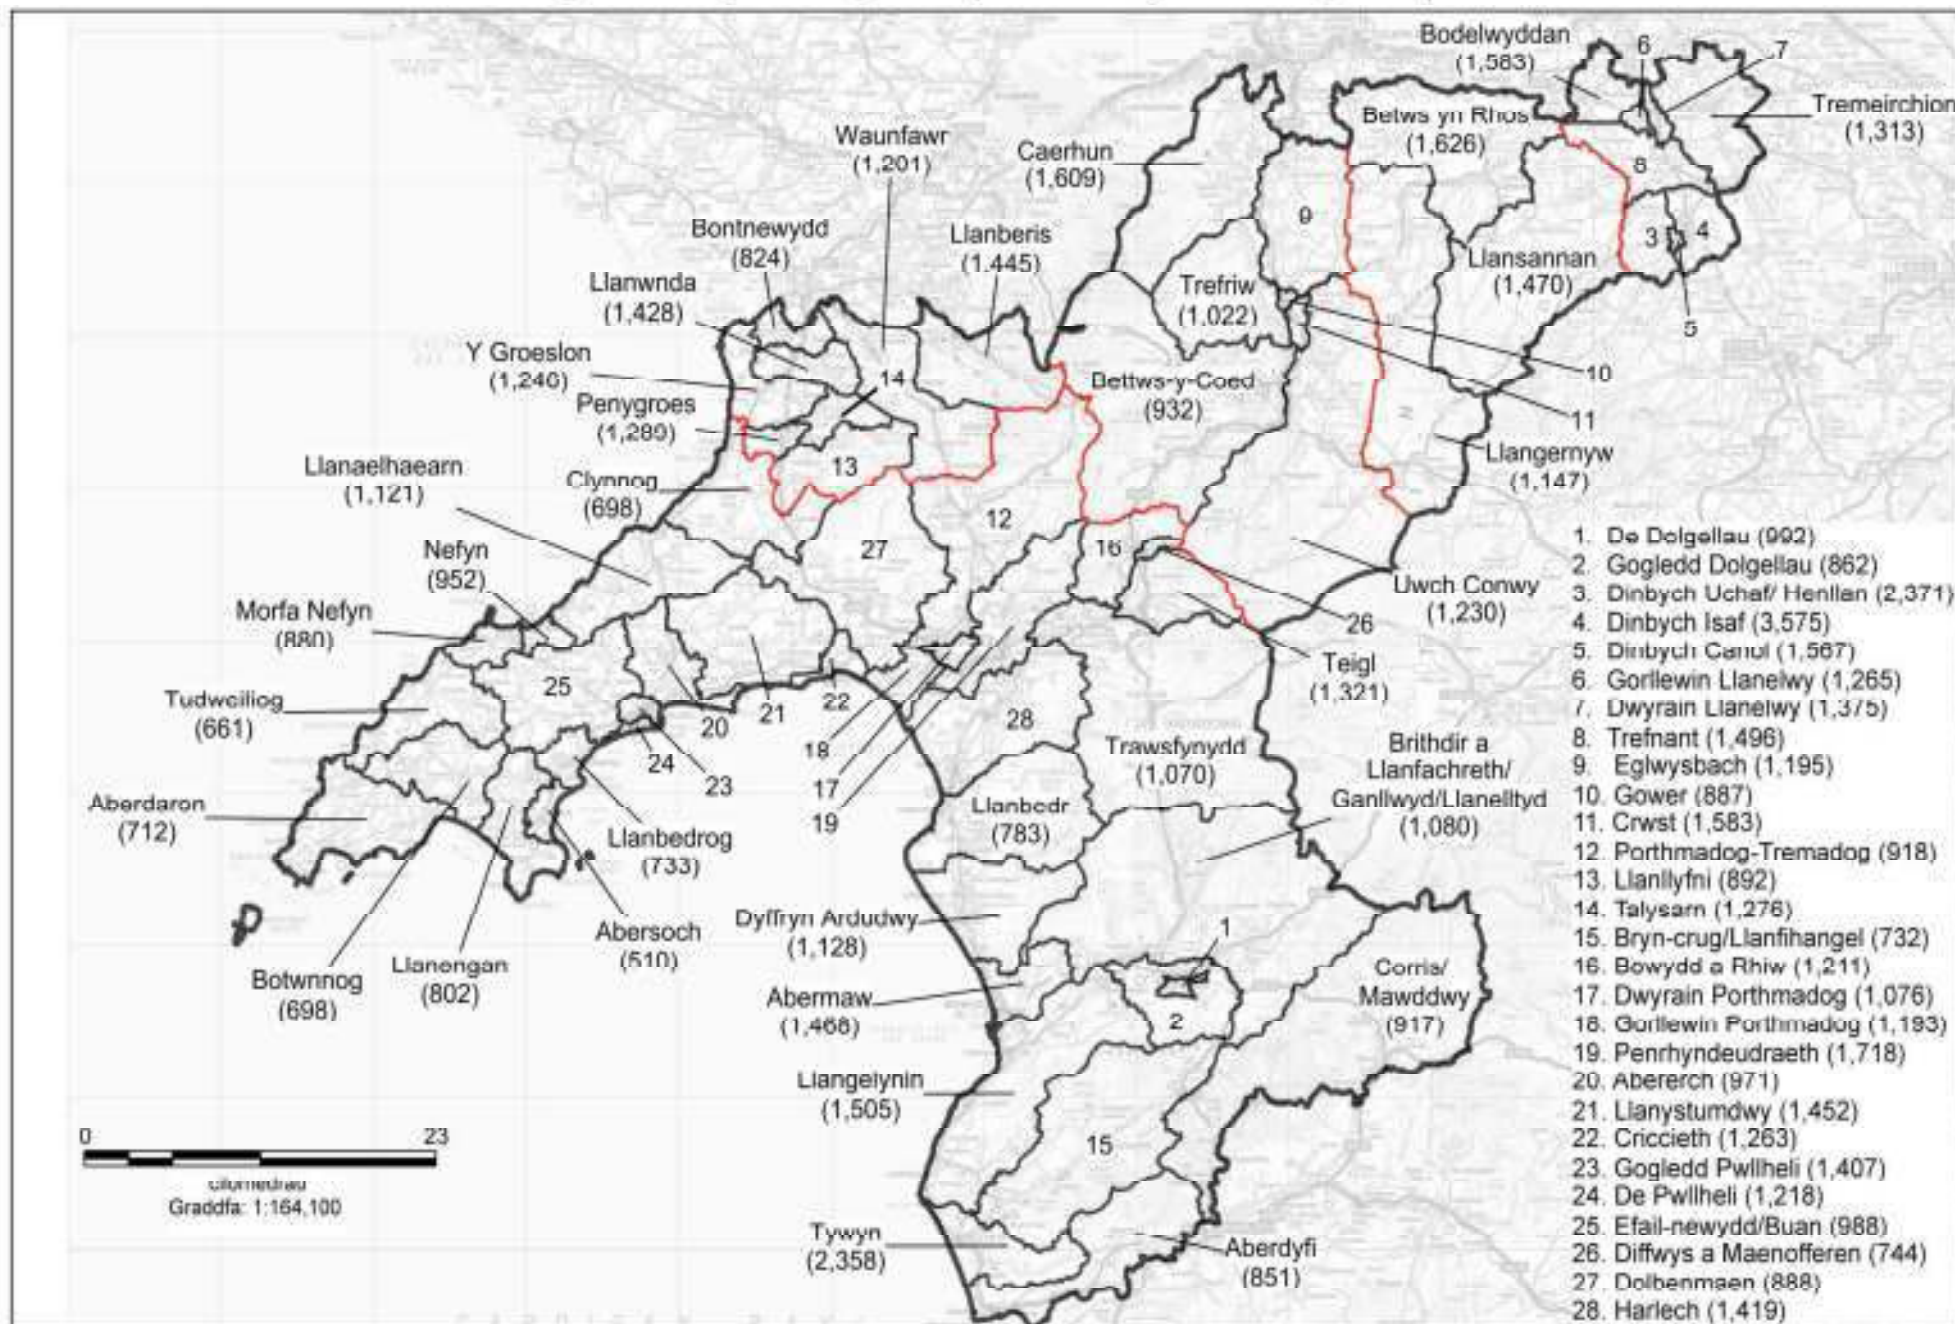 Bodelwyddan
(1,583)
6
7
Tremeirchion
(1,313)
Betws yn Rhos
(1,626)
8
Waunfawr
(1,201)
Caerhun
(1,609)
9
3
4
5
Bontnewydd
(824)
Llanberis
(1,445)
Llansannan
(1,470)
Llanwnda
(1,428)
Trefriw
(1,022)
Y Groeslon
(1,240)
14
Bettws-y-Coed
(932)
10
11
Penygroes
(1,289)
Llangernyw
(1,147)
13
Llanaelhaearn
(1,121)
Clynnog
(698)
12
27
16
Nefyn
(952)
Uwch Conwy
(1,230)
26
Morfa Nefyn
(880)
Teigl
(1,321)
25
Tudweiliog
(661)
20
21
22
18
17
19
28
24
23
Trawsfynydd
(1,070)
Brithdir a
Llanfachreth/
Ganllwyd/Llanelltyd
(1,080)
Aberdaron
(712)
Llanbedr
(783)
Llanbedrog
(733)
Dyffryn Ardudwy
(1,128)
Abersoch
(510)
1
Botwnnog
(698)
Llanengan
(802)
Abermaw
(1,468)
2
Corris/
Mawddwy
(917)
Llangelynin
(1,505)
15
Tywyn
(2,358)
Aberdyfi
(851)
0 23
cilomedrau
Graddfa: 1:164,100
1. De Dolgellau (992)
2. Gogledd Dolgellau (862)
3. Dinbych Uchaf/ Henllan (2,371)
4. Dinbych Isaf (3,575)
5. Dinbych Canol (1,567)
6. Gorllewin Llanelwy (1,265)
7. Dwyrain Llanelwy (1,375)
8. Trefnant (1,496)
9. Eglwysbach (1,195)
10. Gower (887)
11. Crwst (1,583)
12. Porthmadog-Tremadog (918)
13. Llanllyfni (892)
14. Talysarn (1,276)
15. Bryn-crug/Llanfihangel (732)
16. Bowydd a Rhiw (1,211)
17. Dwyrain Porthmadog (1,076)
18. Gorllewin Porthmadog (1,193)
19. Penrhyndeudraeth (1,718)
20. Abererch (971)
21. Llanystumdwy (1,452)
22. Criccieth (1,263)
23. Gogledd Pwllheli (1,407)
24. De Pwllheli (1,218)
25. Efail-newydd/Buan (988)
26. Diffwys a Maenofferen (744)
27. Dolbenmaen (888)
28. Harlech (1,419)